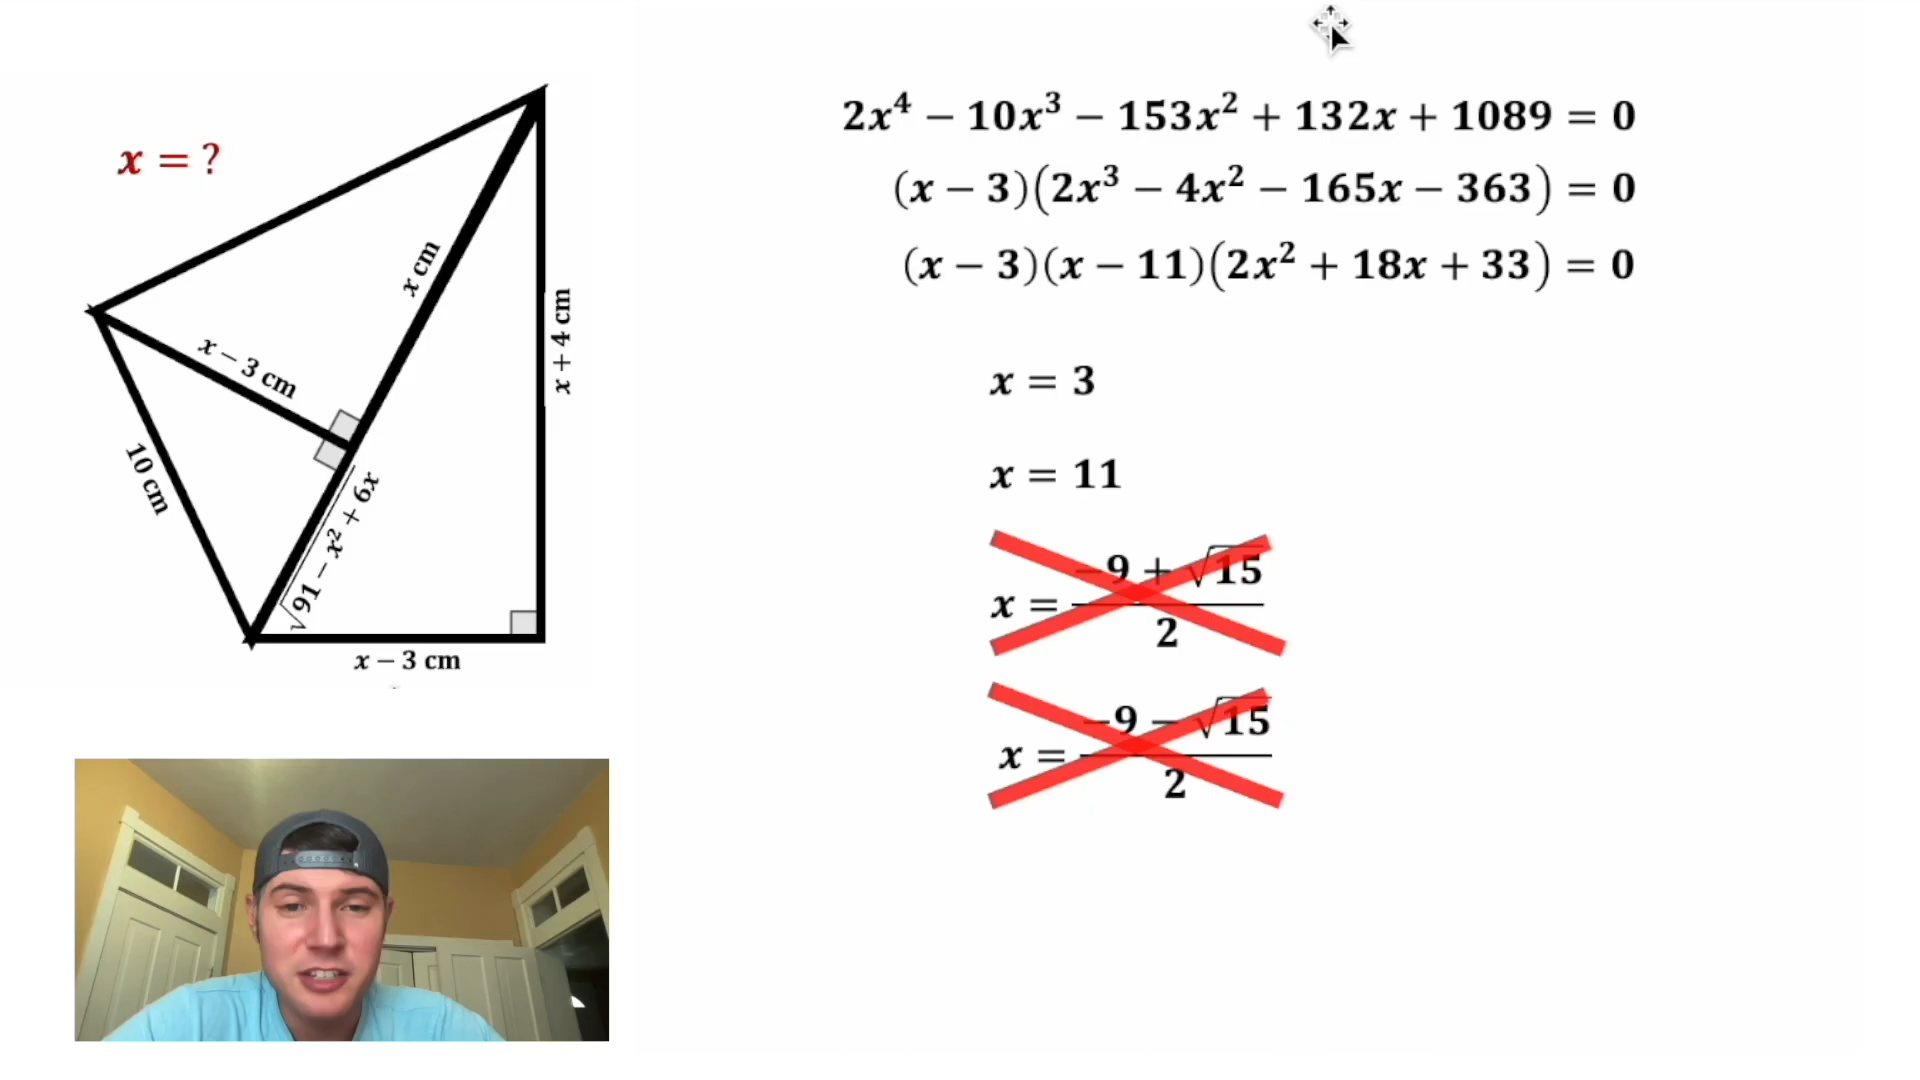 x = ?
x cm
x − 3 cm
x + 4 cm
10 cm
√91 − x² + 6x
x − 3 cm
2x⁴ − 10x³ − 153x² + 132x + 1089 = 0
(x − 3)(2x³ − 4x² − 165x − 363) = 0
(x − 3)(x − 11)(2x² + 18x + 33) = 0
x = 3
x = 11
x = (−9 + √15)/2
x = (−9 − √15)/2